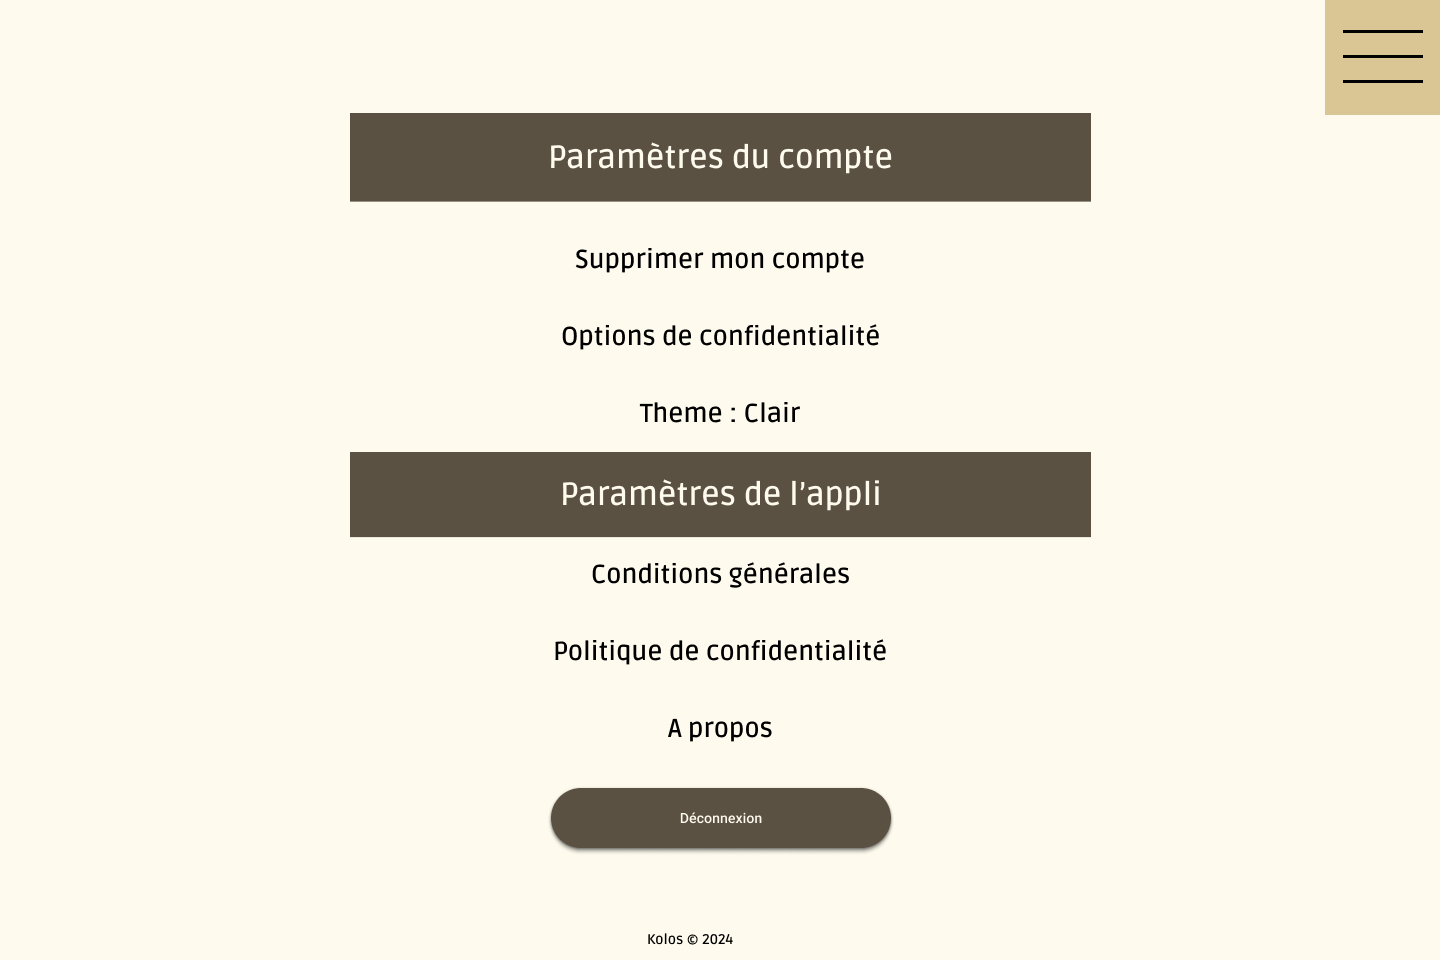 Paramètres du compte
Supprimer mon compte
Options de confidentialité
Theme : Clair
Paramètres de l’appli
Conditions générales
Politique de confidentialité
A propos
Déconnexion
Kolos © 2024